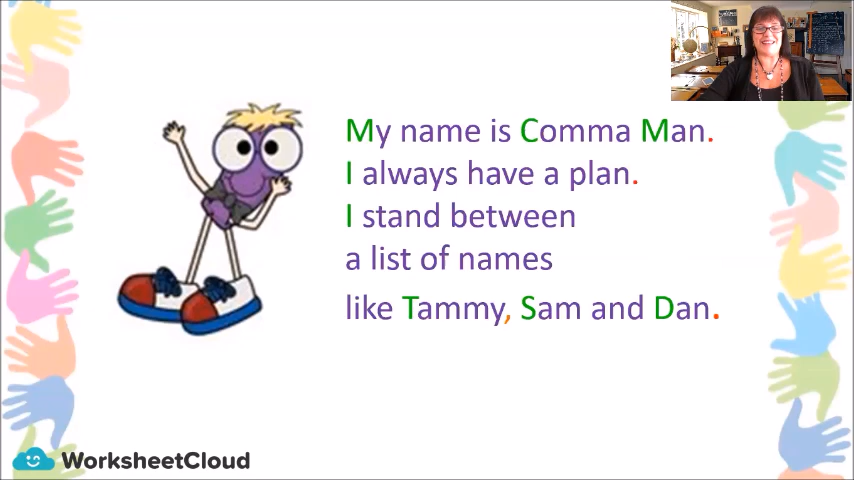 My name is Comma Man.
I always have a plan.
I stand between
a list of names
like Tammy, Sam and Dan.
WorksheetCloud